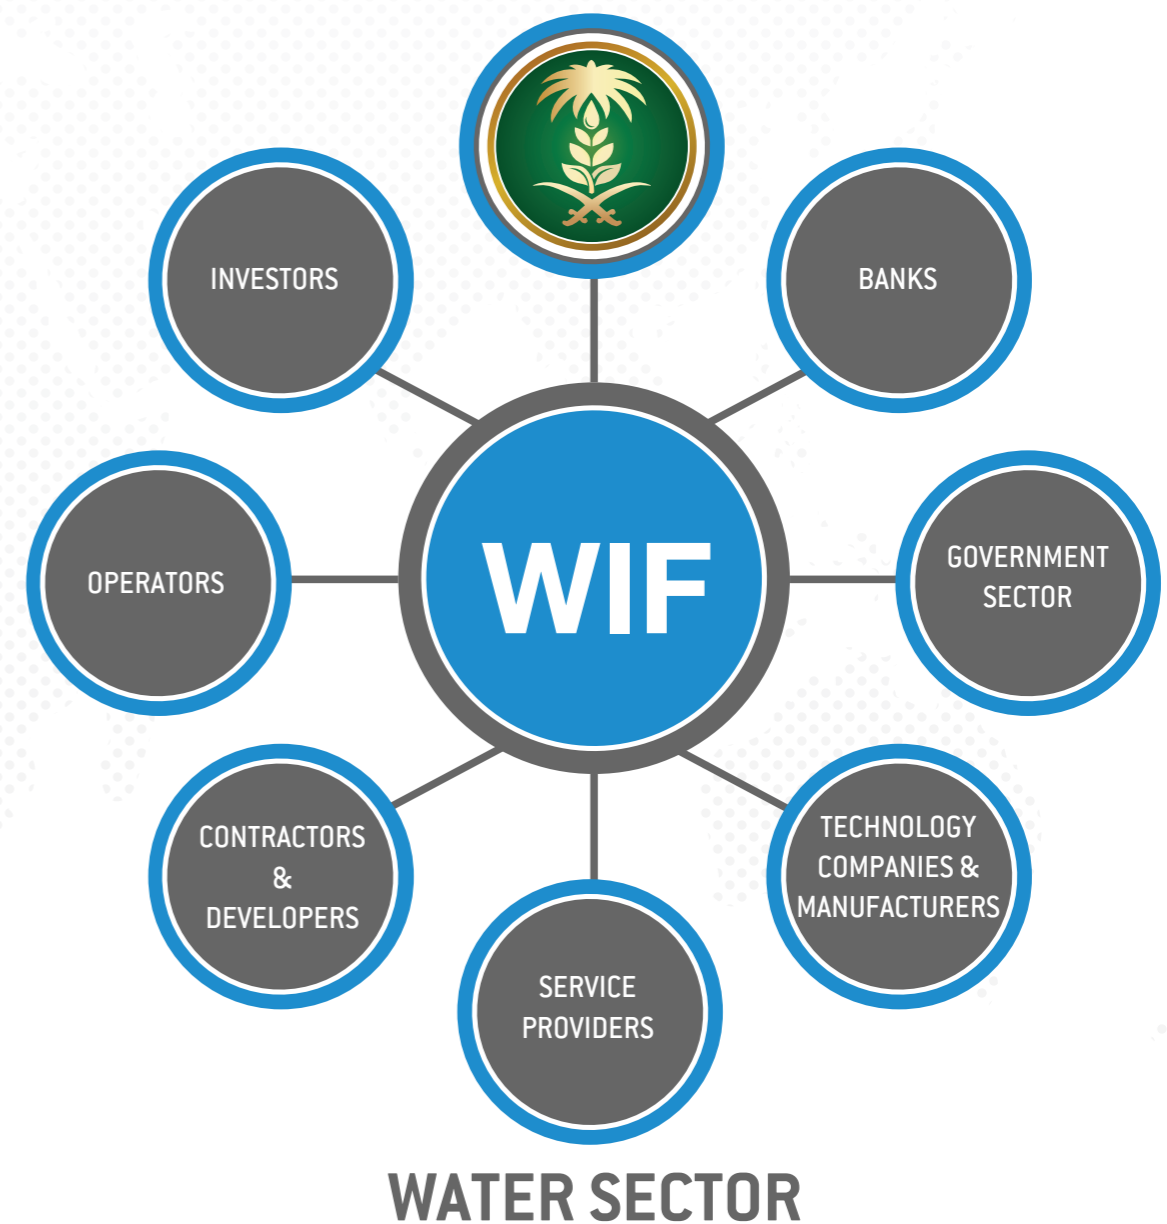 INVESTORS
BANKS
OPERATORS
WIF
GOVERNMENT
SECTOR
CONTRACTORS
&
DEVELOPERS
TECHNOLOGY
COMPANIES &
MANUFACTURERS
SERVICE
PROVIDERS
WATER SECTOR